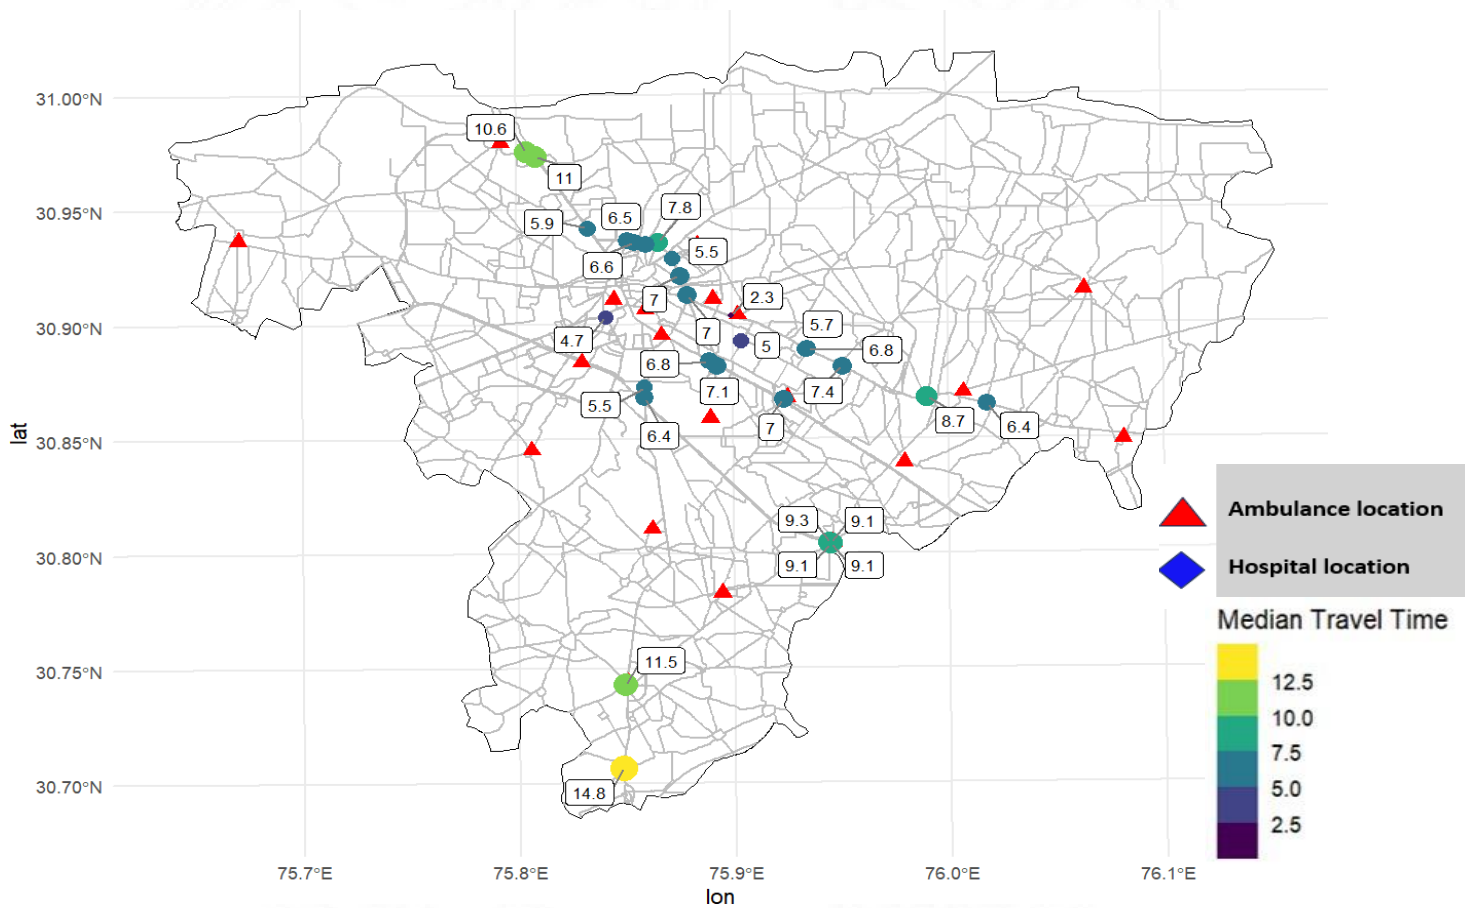 31.00°N
30.95°N
30.90°N
30.85°N
30.80°N
30.75°N
30.70°N
lat
10.6
11
7.8
6.5
5.9
5.5
6.6
7
2.3
4.7
7
5
5.7
6.8
6.8
7.1
7.4
5.5
6.4
7
8.7
6.4
9.3
9.1
9.1
9.1
11.5
14.8
75.7°E
75.8°E
75.9°E
76.0°E
76.1°E
lon
Ambulance location
Hospital location
Median Travel Time
12.5
10.0
7.5
5.0
2.5